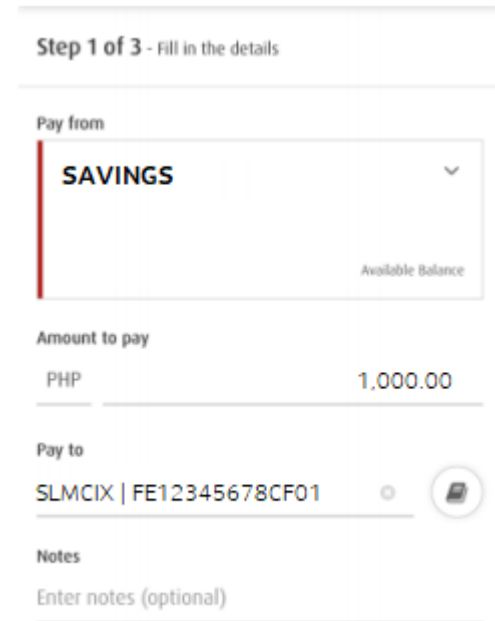 Step 1 of 3 - Fill in the details
Pay from
SAVINGS
Available Balance
Amount to pay
PHP 1,000.00
Pay to
SLMCIX | FE12345678CF01
Notes
Enter notes (optional)